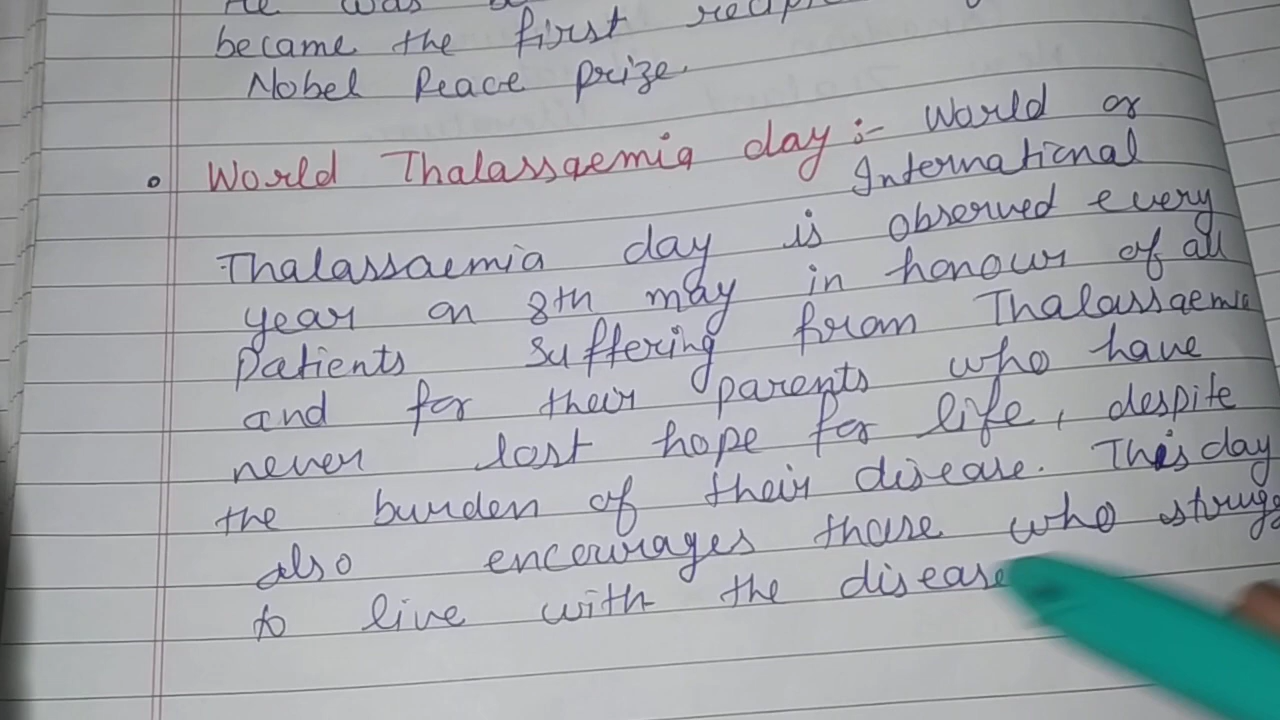 He was
became the first
Nobel Peace prize.
World Thalassaemia day :- World or
International
Thalassaemia day is observed every
year on 8th may in honour of all
Patients suffering from Thalassaemia
and for their parents who have
never lost hope for life, despite
the burden of their disease. This day
also encourages those who
to live with the disease